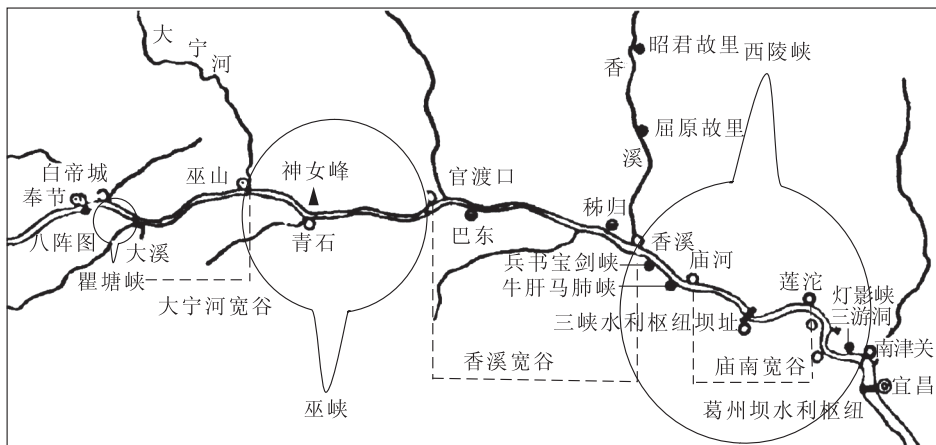 大宁河
昭君故里
香溪
西陵峡
屈原故里
白帝城
奉节
巫山
神女峰
官渡口
八阵图
大溪
青石
巴东
秭归
香溪
瞿塘峡
兵书宝剑峡
庙河
大宁河宽谷
牛肝马肺峡
莲沱
灯影峡
三游洞
三峡水利枢纽坝址
南津关
香溪宽谷
庙南宽谷
宜昌
巫峡
葛州坝水利枢纽